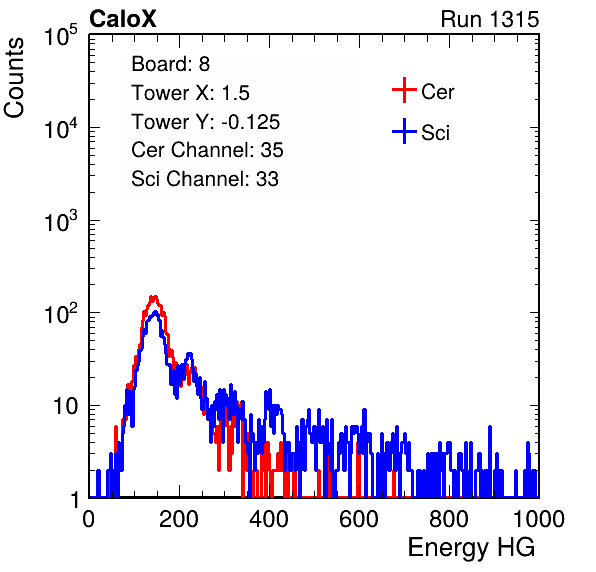 CaloX Run 1315
Counts
10^5
10^4
10^3
10^2
10
1
Board: 8
Tower X: 1.5
Tower Y: -0.125
Cer Channel: 35
Sci Channel: 33
Cer
Sci
0 200 400 600 800 1000
Energy HG